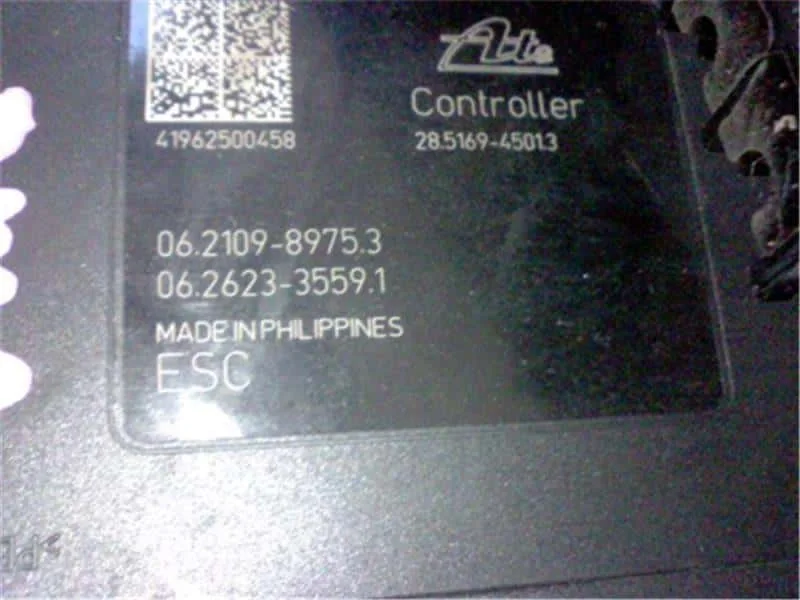 Ate
Controller
41962500458
28.5169-4501.3
06.2109-8975.3
06.2623-3559.1
MADE IN PHILIPPINES
ESC